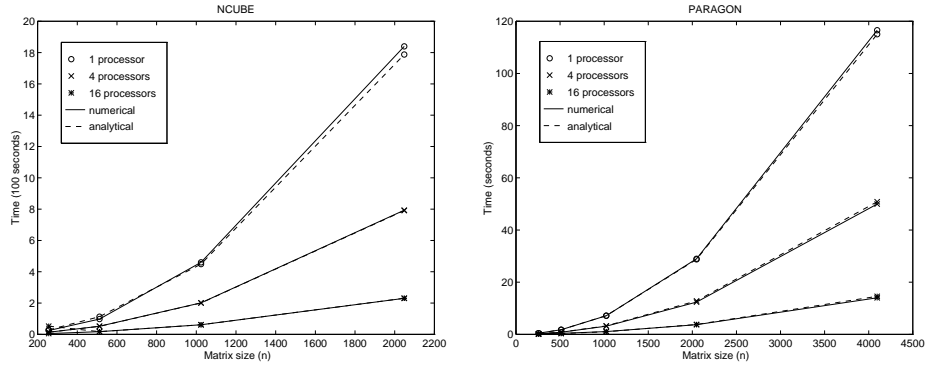 NCUBE
20
18
16
14
12
10
8
6
4
2
0
200 400 600 800 1000 1200 1400 1600 1800 2000 2200
Matrix size (n)
Time (100 seconds)
1 processor
4 processors
16 processors
numerical
analytical
PARAGON
120
100
80
60
40
20
0
0 500 1000 1500 2000 2500 3000 3500 4000 4500
Matrix size (n)
Time (seconds)
1 processor
4 processors
16 processors
numerical
analytical